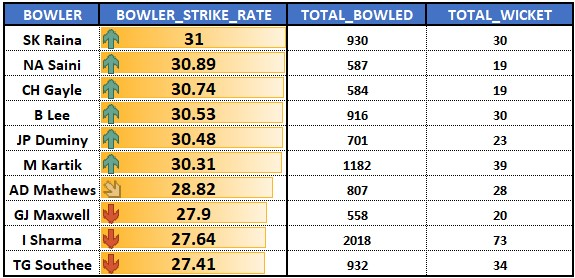 BOWLER BOWLER_STRIKE_RATE TOTAL_BOWLED TOTAL_WICKET
SK Raina 31 930 30
NA Saini 30.89 587 19
CH Gayle 30.74 584 19
B Lee 30.53 916 30
JP Duminy 30.48 701 23
M Kartik 30.31 1182 39
AD Mathews 28.82 807 28
GJ Maxwell 27.9 558 20
I Sharma 27.64 2018 73
TG Southee 27.41 932 34